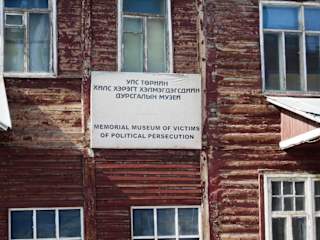 УЛС ТӨРИЙН
ХИЛС ХЭРЭГТ ХЭЛМЭГДЭГСДИЙН
ДУРСГАЛЫН МУЗЕЙ
MEMORIAL MUSEUM OF VICTIMS
OF POLITICAL PERSECUTION